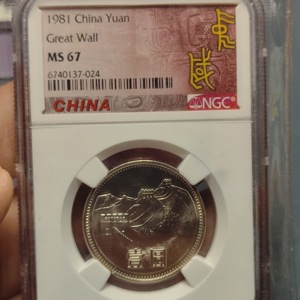 1981 China Yuan
Great Wall
MS 67
6740137-024
CHINA
NGC
壹圆